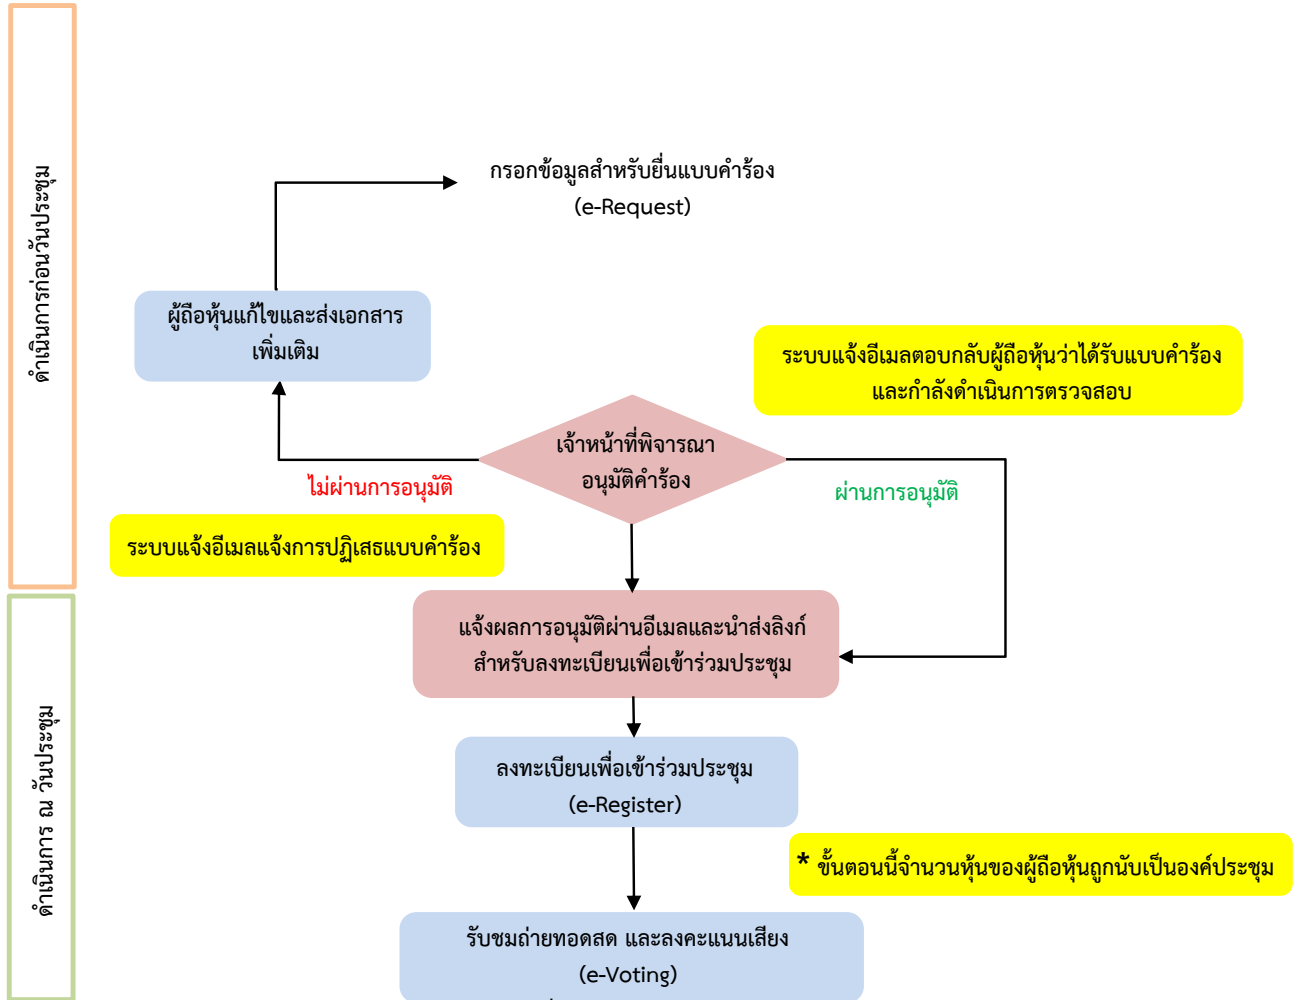 ดำเนินการก่อนวันประชุม
กรอกข้อมูลสำหรับยื่นแบบคำร้อง
(e-Request)
ผู้ถือหุ้นแก้ไขและส่งเอกสาร
เพิ่มเติม
ระบบแจ้งอีเมลตอบกลับผู้ถือหุ้นว่าได้รับแบบคำร้อง
และกำลังดำเนินการตรวจสอบ
เจ้าหน้าที่พิจารณา
อนุมัติคำร้อง
ไม่ผ่านการอนุมัติ
ผ่านการอนุมัติ
ระบบแจ้งอีเมลแจ้งการปฏิเสธแบบคำร้อง
แจ้งผลการอนุมัติผ่านอีเมลและนำส่งลิงก์
สำหรับลงทะเบียนเพื่อเข้าร่วมประชุม
ดำเนินการ ณ วันประชุม
ลงทะเบียนเพื่อเข้าร่วมประชุม
(e-Register)
* ขั้นตอนนี้จำนวนหุ้นของผู้ถือหุ้นถูกนับเป็นองค์ประชุม
รับชมถ่ายทอดสด และลงคะแนนเสียง
(e-Voting)